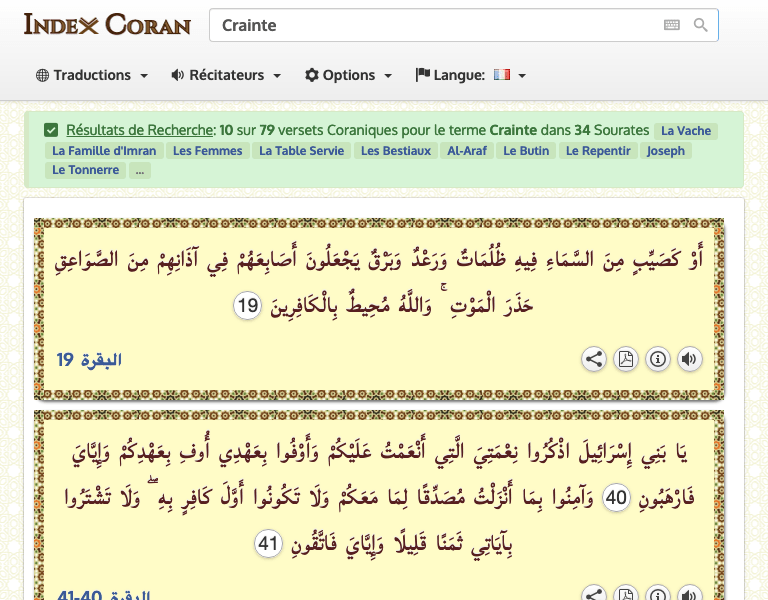 INDEX CORAN
Crainte
Traductions
Récitateurs
Options
Langue:
Résultats de Recherche: 10 sur 79 versets Coraniques pour le terme Crainte dans 34 Sourates La Vache
La Famille d'Imran Les Femmes La Table Servie Les Bestiaux Al-Araf Le Butin Le Repentir Joseph
Le Tonnerre ...
أَوْ كَصَيِّبٍ مِنَ السَّمَاءِ فِيهِ ظُلُمَاتٌ وَرَعْدٌ وَبَرْقٌ يَجْعَلُونَ أَصَابِعَهُمْ فِي آذَانِهِمْ مِنَ الصَّوَاعِقِ
حَذَرَ الْمَوْتِ ۚ وَاللَّهُ مُحِيطٌ بِالْكَافِرِينَ 19
البقرة 19
يَا بَنِي إِسْرَائِيلَ اذْكُرُوا نِعْمَتِيَ الَّتِي أَنْعَمْتُ عَلَيْكُمْ وَأَوْفُوا بِعَهْدِي أُوفِ بِعَهْدِكُمْ وَإِيَّايَ
فَارْهَبُونِ 40 وَآمِنُوا بِمَا أَنْزَلْتُ مُصَدِّقًا لِمَا مَعَكُمْ وَلَا تَكُونُوا أَوَّلَ كَافِرٍ بِهِ ۖ وَلَا تَشْتَرُوا
بِآيَاتِي ثَمَنًا قَلِيلًا وَإِيَّايَ فَاتَّقُونِ 41
البقرة 40-41